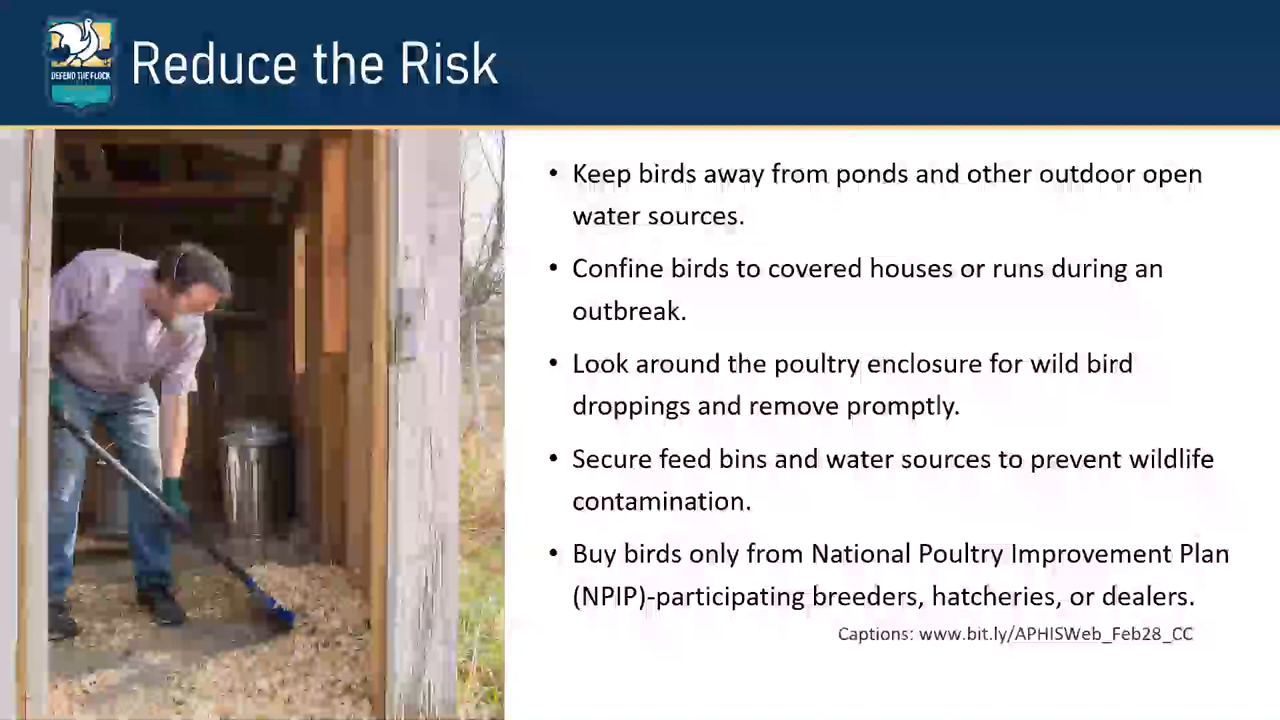 DEFEND THE FLOCK
Reduce the Risk
• Keep birds away from ponds and other outdoor open
water sources.
• Confine birds to covered houses or runs during an
outbreak.
• Look around the poultry enclosure for wild bird
droppings and remove promptly.
• Secure feed bins and water sources to prevent wildlife
contamination.
• Buy birds only from National Poultry Improvement Plan
(NPIP)-participating breeders, hatcheries, or dealers.
Captions: www.bit.ly/APHISWeb_Feb28_CC